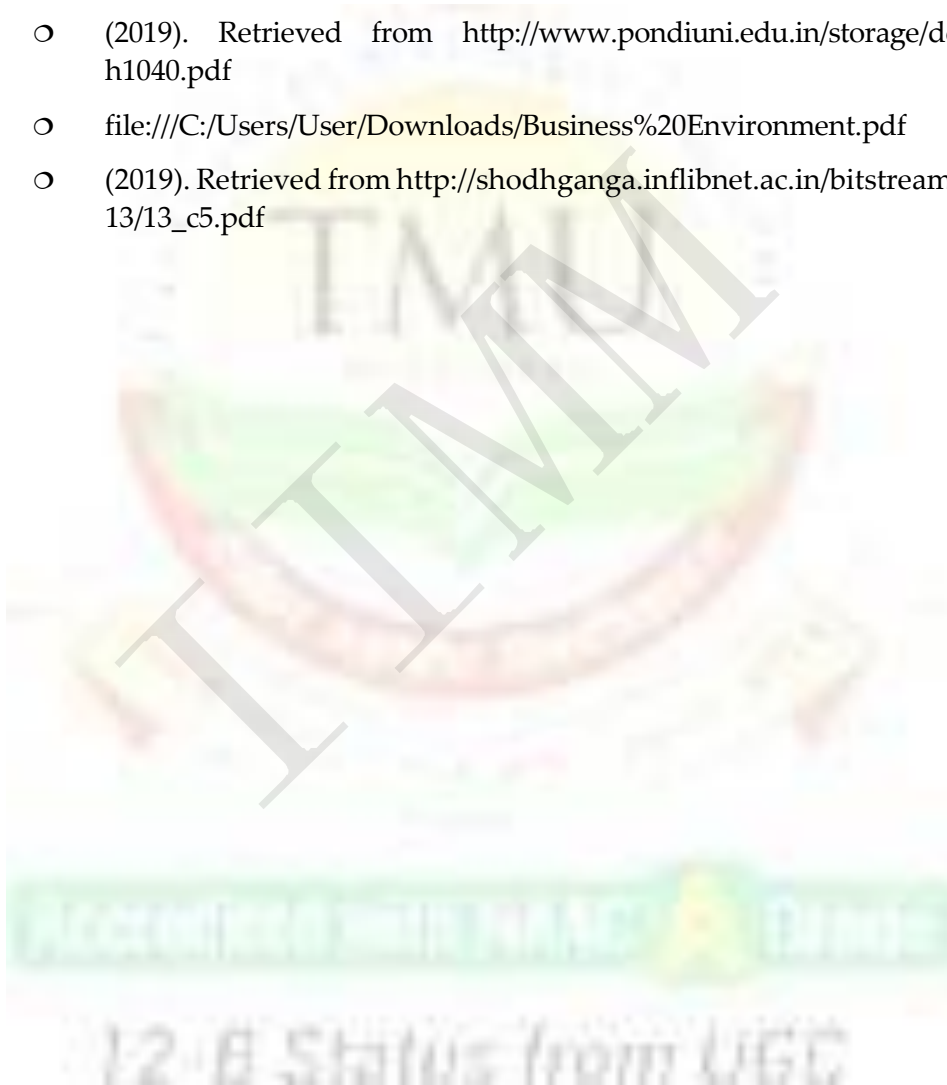 ❍ (2019). Retrieved from http://www.pondiuni.edu.in/storage/d
h1040.pdf
❍ file:///C:/Users/User/Downloads/Business%20Environment.pdf
❍ (2019). Retrieved from http://shodhganga.inflibnet.ac.in/bitstream
13/13_c5.pdf
TMU
IIMM
12-B Status from UGC